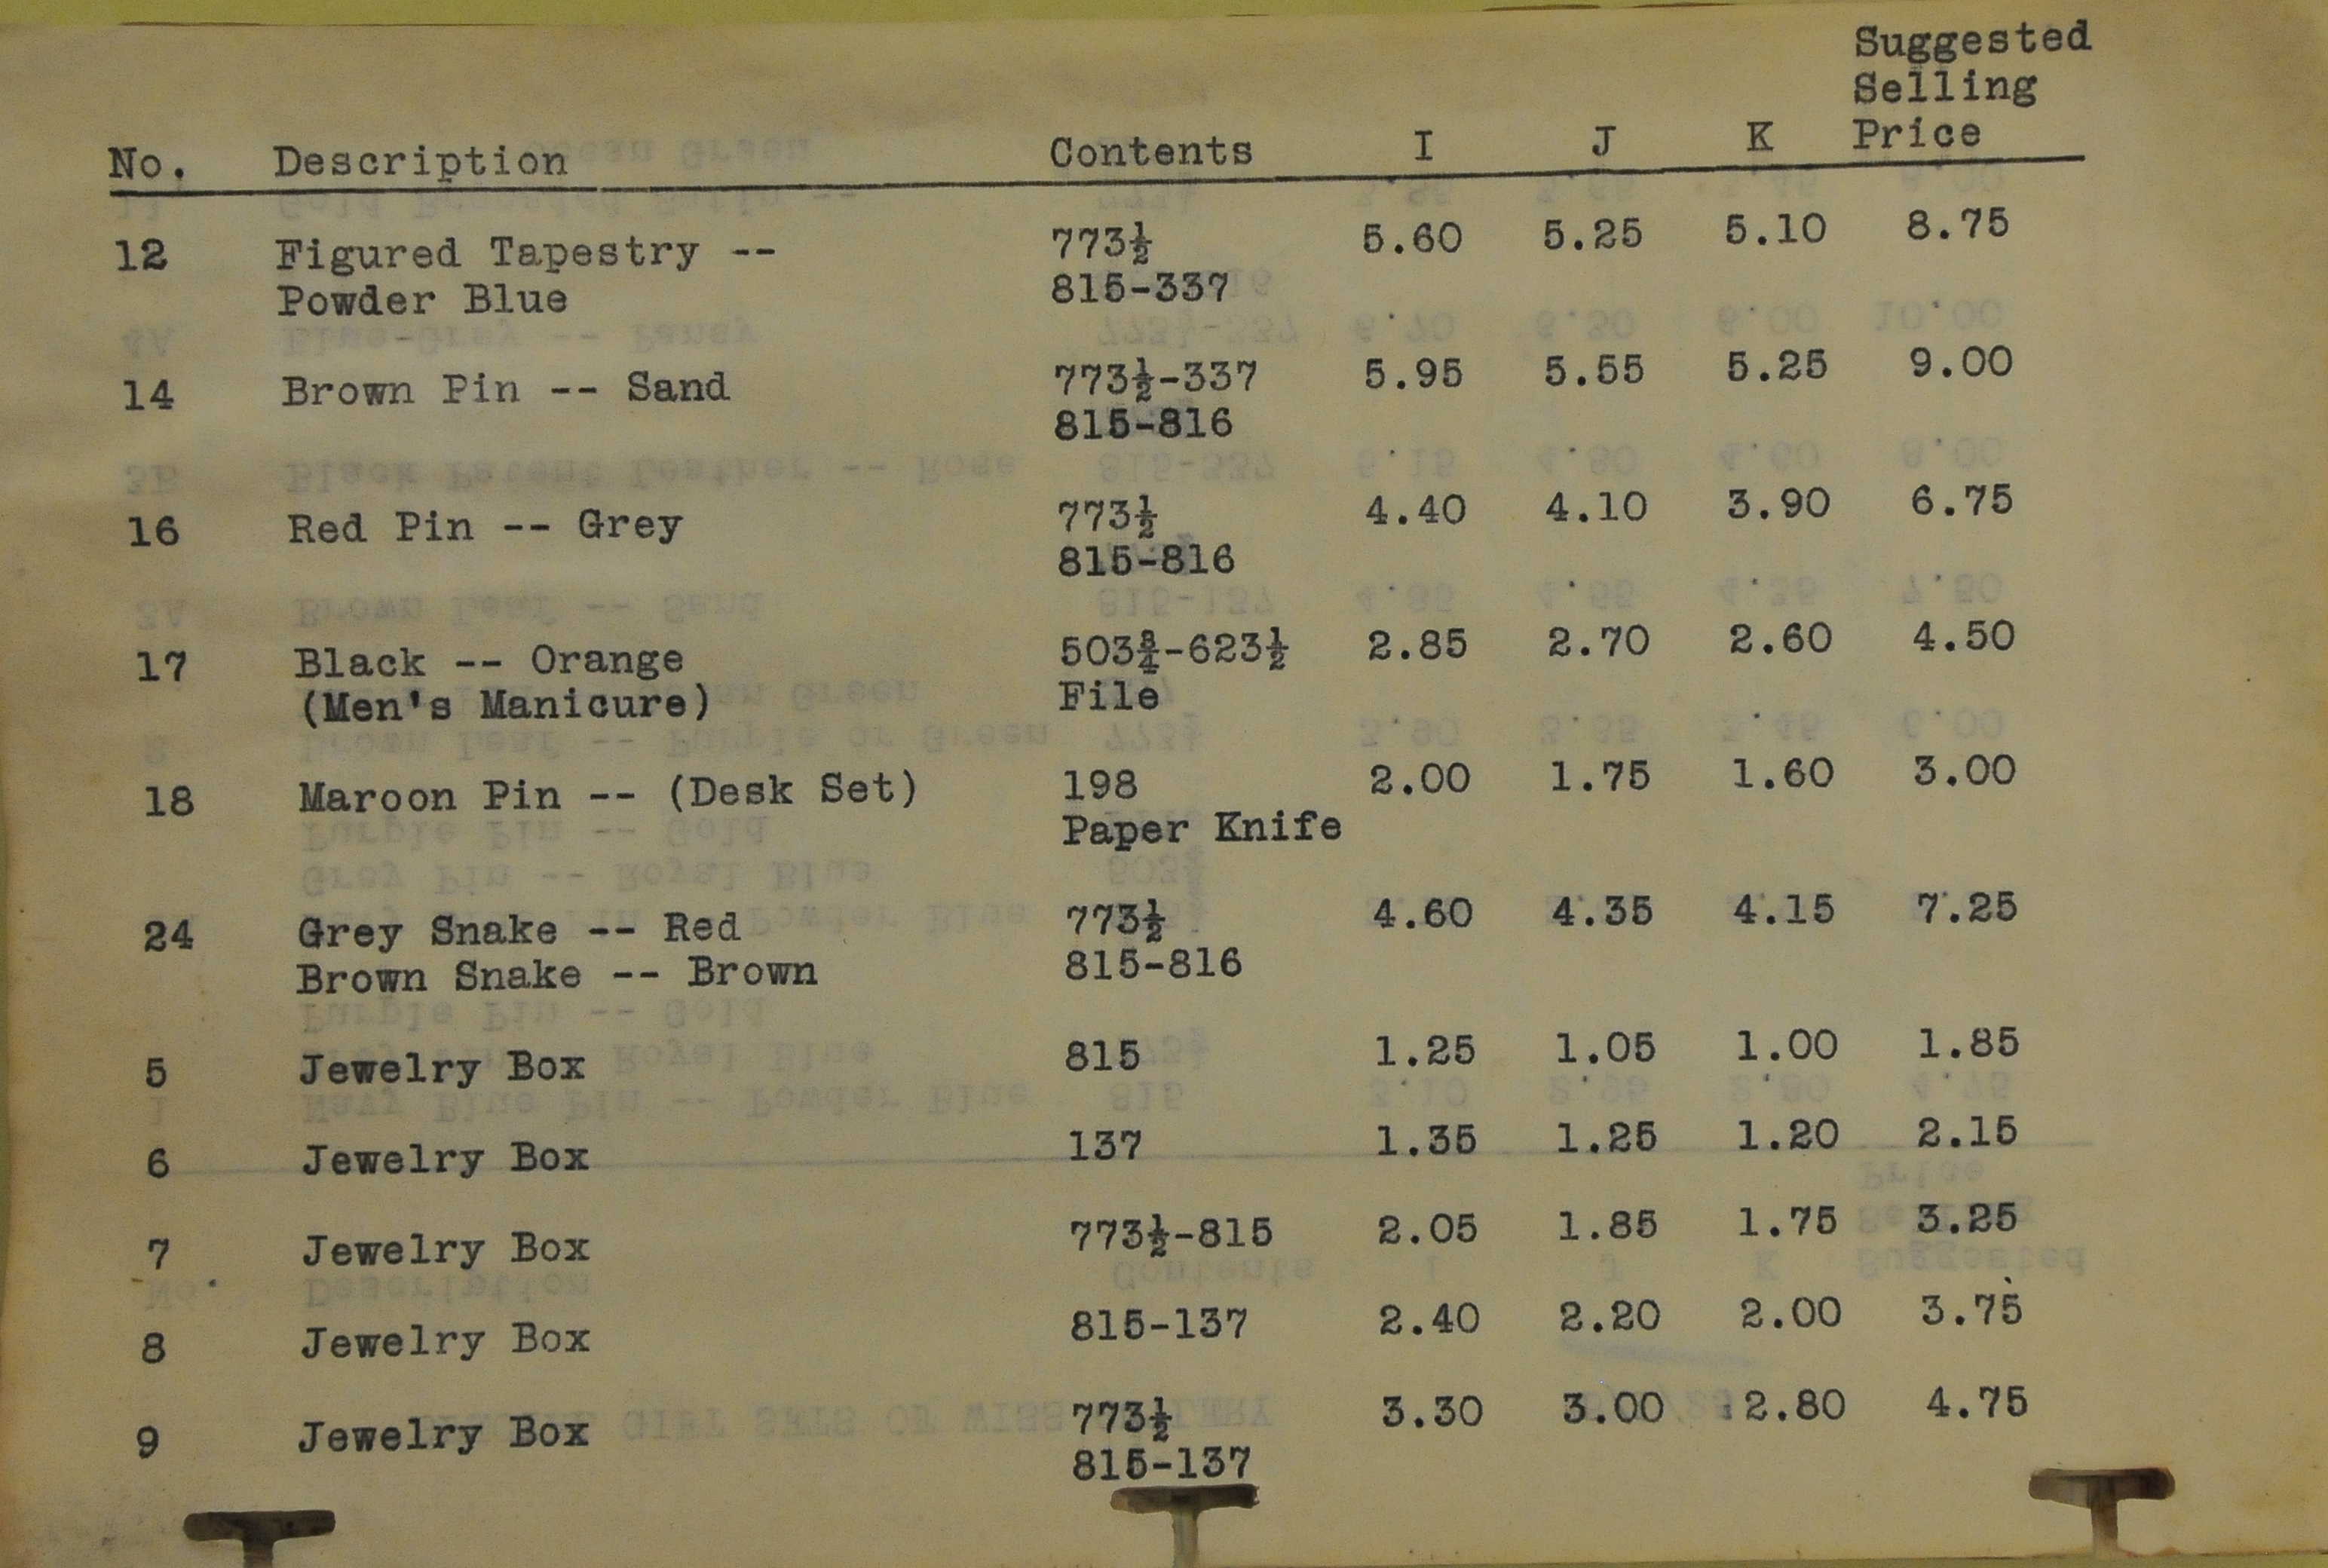 Suggested
Selling
No. Description Contents I J K Price
12 Figured Tapestry -- 773½ 5.60 5.25 5.10 8.75
Powder Blue 815-337
14 Brown Pin -- Sand 773½-337 5.95 5.55 5.25 9.00
815-816
16 Red Pin -- Grey 773½ 4.40 4.10 3.90 6.75
815-816
17 Black -- Orange 503¾-623½ 2.85 2.70 2.60 4.50
(Men's Manicure) File
18 Maroon Pin -- (Desk Set) 198 2.00 1.75 1.60 3.00
Paper Knife
24 Grey Snake -- Red 773½ 4.60 4.35 4.15 7.25
Brown Snake -- Brown 815-816
5 Jewelry Box 815 1.25 1.05 1.00 1.85
6 Jewelry Box 137 1.35 1.25 1.20 2.15
7 Jewelry Box 773½-815 2.05 1.85 1.75 3.25
8 Jewelry Box 815-137 2.40 2.20 2.00 3.75
9 Jewelry Box 773½ 3.30 3.00 2.80 4.75
815-137